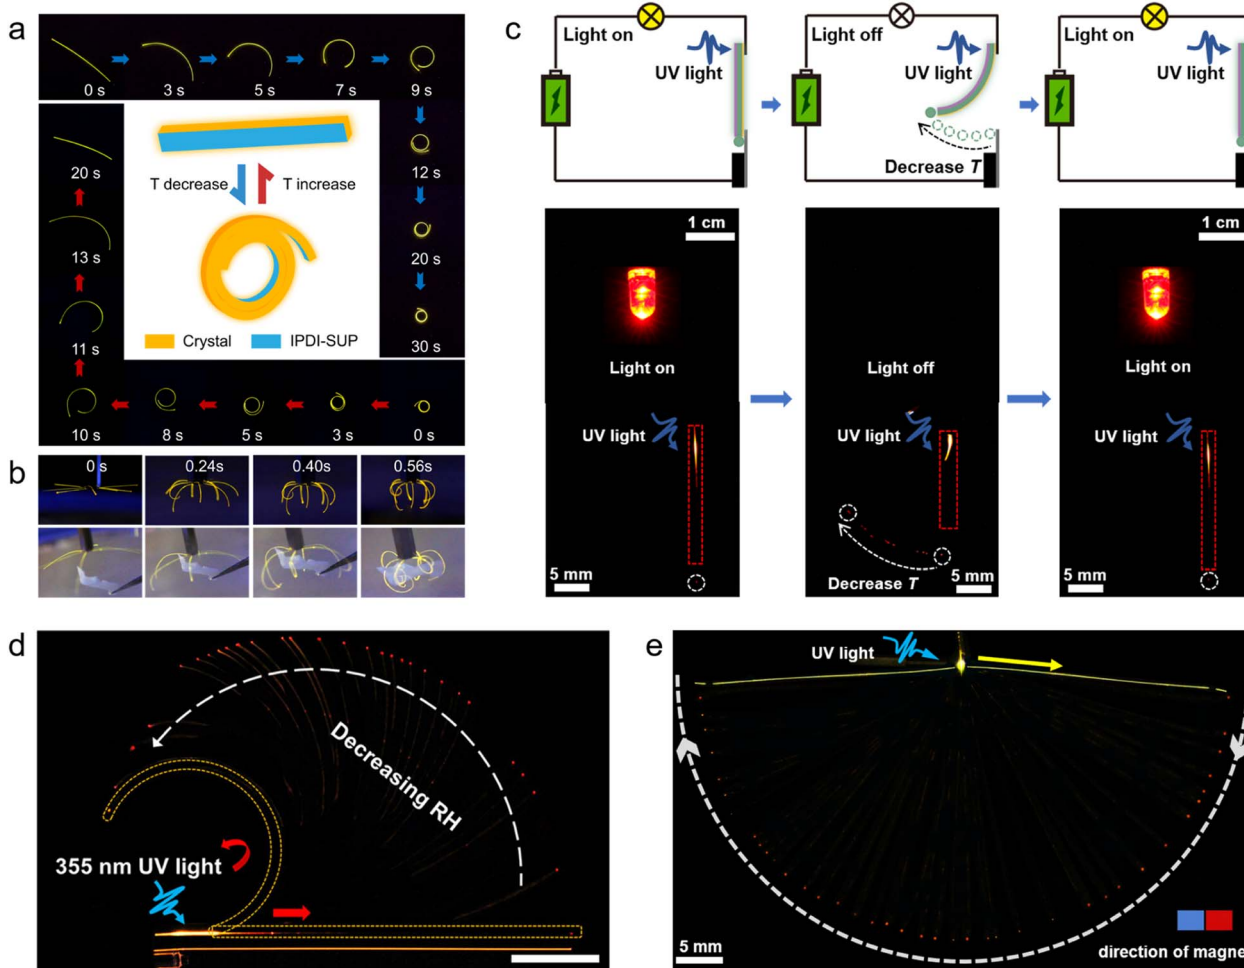 a
0 s
3 s
5 s
7 s
9 s
12 s
20 s
30 s
0 s
3 s
5 s
8 s
10 s
11 s
13 s
20 s
T decrease
T increase
Crystal
IPDI-SUP
b
0 s
0.24s
0.40s
0.56s
c
Light on
UV light
Light off
UV light
Decrease T
Light on
UV light
1 cm
Light on
UV light
5 mm
Light off
UV light
Decrease T
5 mm
1 cm
Light on
UV light
5 mm
d
Decreasing RH
355 nm UV light
e
UV light
5 mm
direction of magne